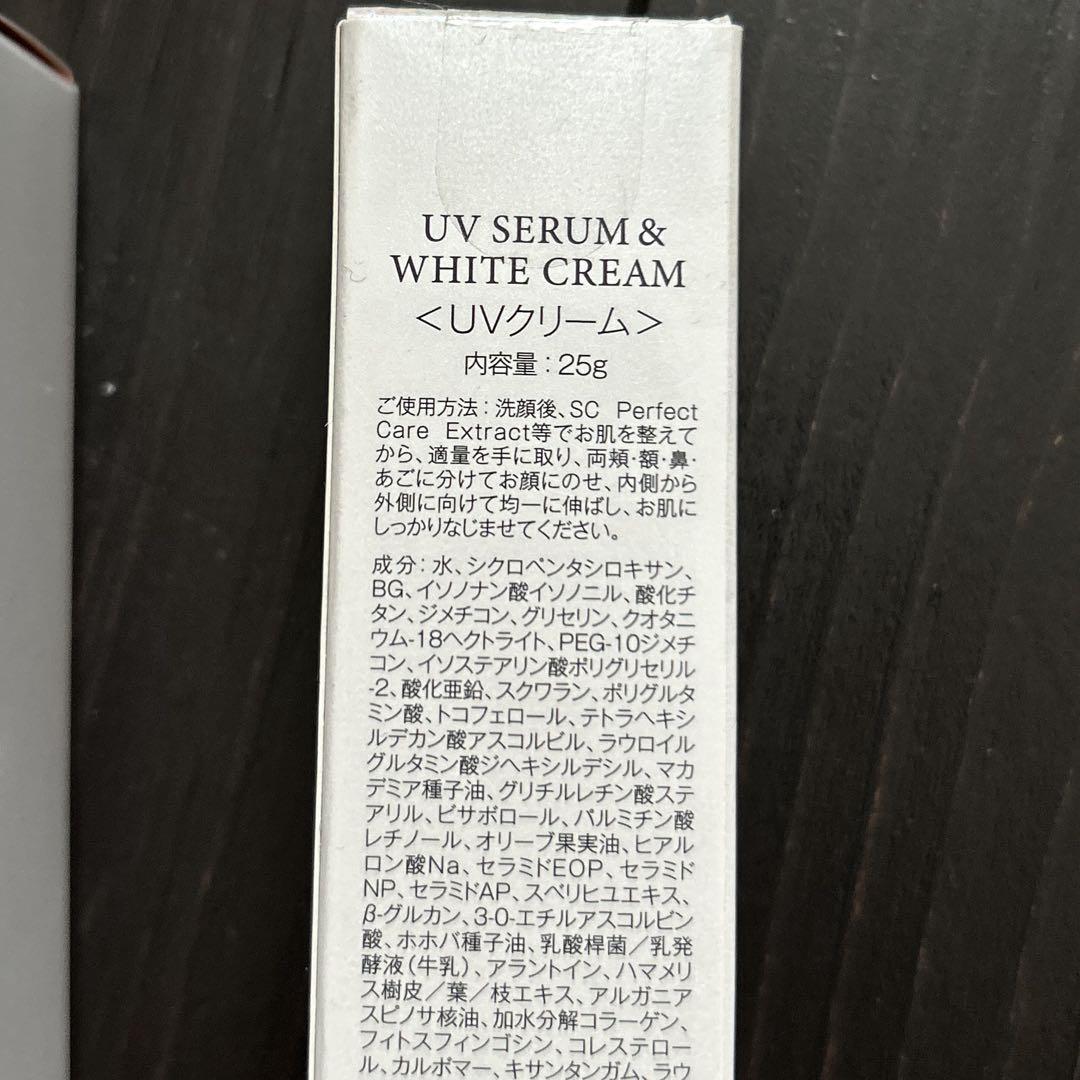 UV SERUM &
WHITE CREAM
＜UVクリーム＞
内容量：25g
ご使用方法：洗顔後、SC Perfect
Care Extract等でお肌を整えて
から、適量を手に取り、両頬・額・鼻・
あごに分けてお顔にのせ、内側から
外側に向けて均一に伸ばし、お肌に
しっかりなじませてください。
成分：水、シクロペンタシロキサン、
BG、イソノナン酸イソノニル、酸化チ
タン、ジメチコン、グリセリン、クオタニ
ウム-18ヘクトライト、PEG-10ジメチ
コン、イソステアリン酸ポリグリセリル
-2、酸化亜鉛、スクワラン、ポリグルタ
ミン酸、トコフェロール、テトラヘキシ
ルデカン酸アスコルビル、ラウロイル
グルタミン酸ジヘキシルデシル、マカ
デミア種子油、グリチルレチン酸ステ
アリル、ビサボロール、パルミチン酸
レチノール、オリーブ果実油、ヒアル
ロン酸Na、セラミドEOP、セラミド
NP、セラミドAP、スベリヒユエキス、
β-グルカン、3-O-エチルアスコルビン
酸、ホホバ種子油、乳酸桿菌／乳発
酵液（牛乳）、アラントイン、ハマメリ
ス樹皮／葉／枝エキス、アルガニア
スピノサ核油、加水分解コラーゲン、
フィトスフィンゴシン、コレステロー
ル、カルボマー、キサンタンガム、ラウ